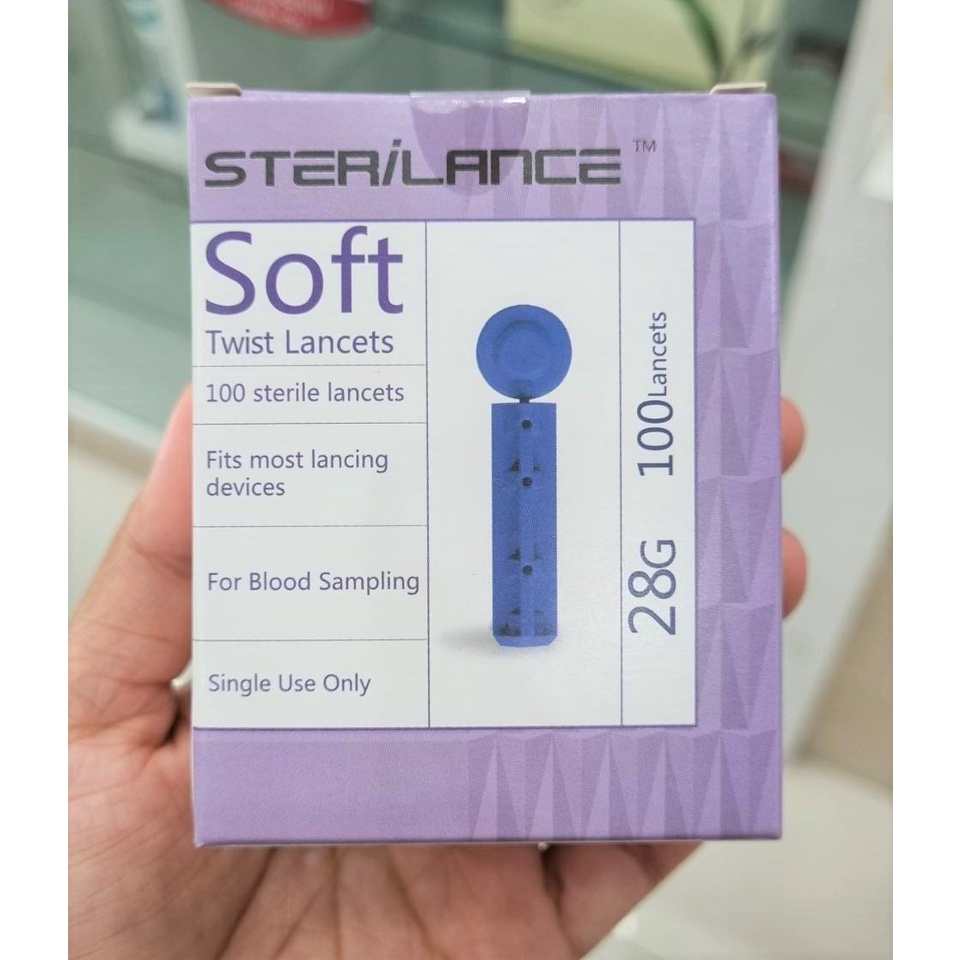 STERiLANCE™
Soft
Twist Lancets
100 sterile lancets
Fits most lancing
devices
For Blood Sampling
Single Use Only
28G 100Lancets